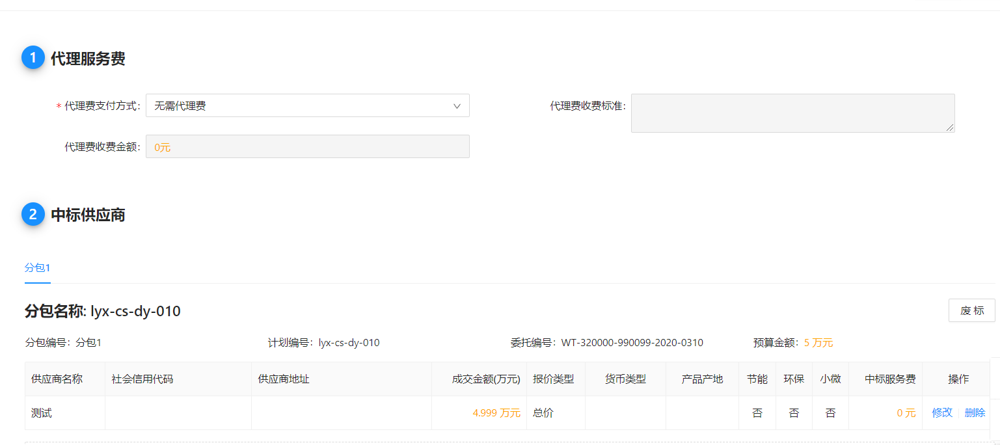 1 代理服务费
* 代理费支付方式: 无需代理费 代理费收费标准:
代理费收费金额: 0元
2 中标供应商
分包1
分包名称: lyx-cs-dy-010 废 标
分包编号: 分包1 计划编号: lyx-cs-dy-010 委托编号: WT-320000-990099-2020-0310 预算金额: 5 万元
供应商名称 社会信用代码 供应商地址 成交金额(万元) 报价类型 货币类型 产品产地 节能 环保 小微 中标服务费 操作
测试 4.999 万元 总价 否 否 否 0 元 修改 删除